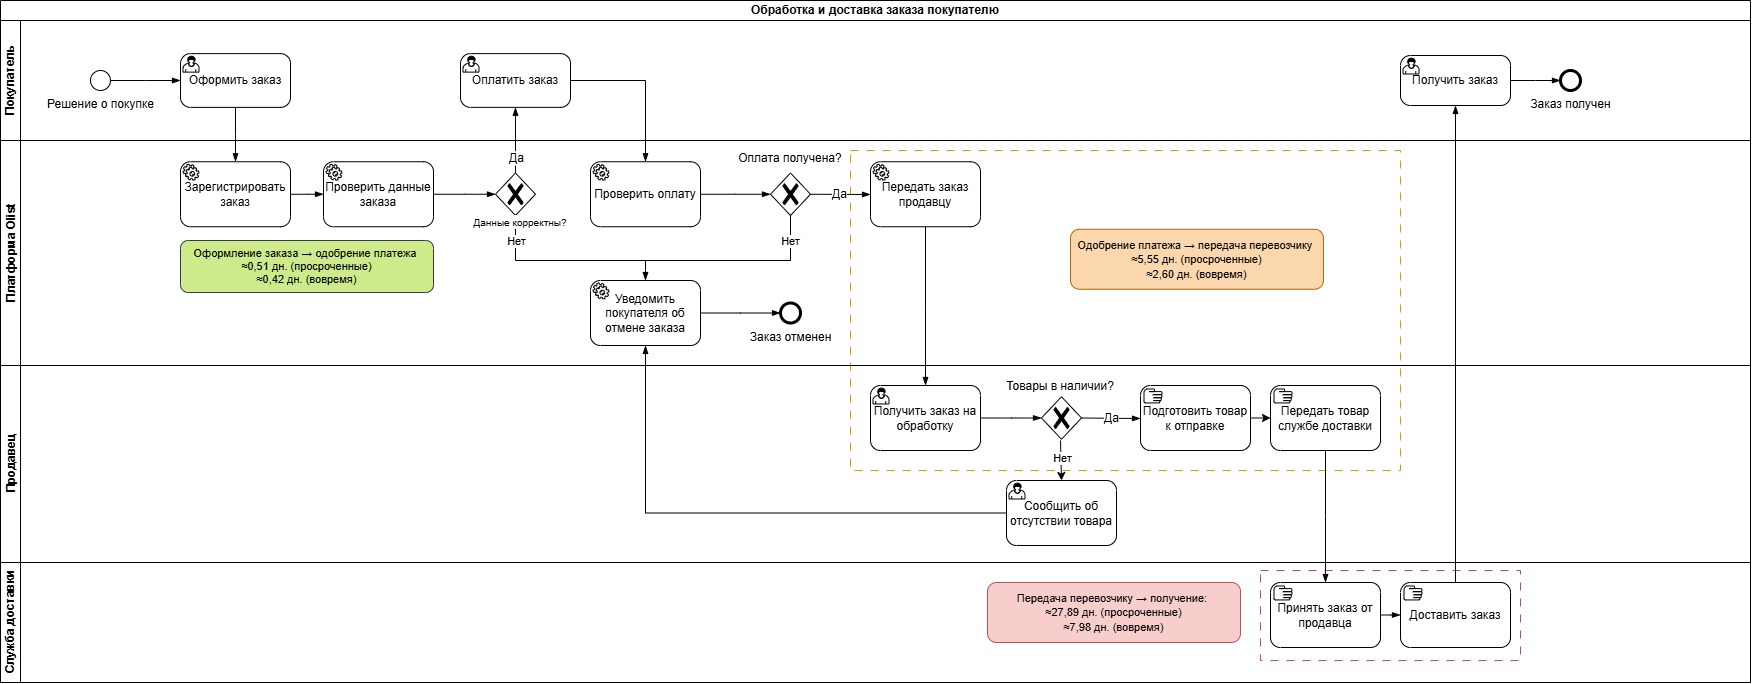 Обработка и доставка заказа покупателю
Покупатель
Решение о покупке
Оформить заказ
Оплатить заказ
Получить заказ
Заказ получен
Платформа Olist
Зарегистрировать
заказ
Проверить данные
заказа
Да
Данные корректны?
Нет
Проверить оплату
Оплата получена?
Да
Нет
Передать заказ
продавцу
Оформление заказа → одобрение платежа
≈0,51 дн. (просроченные)
≈0,42 дн. (вовремя)
Одобрение платежа → передача перевозчику
≈5,55 дн. (просроченные)
≈2,60 дн. (вовремя)
Уведомить
покупателя об
отмене заказа
Заказ отменен
Продавец
Получить заказ на
обработку
Товары в наличии?
Да
Нет
Подготовить товар
к отправке
Передать товар
службе доставки
Сообщить об
отсутствии товара
Служба доставки
Передача перевозчику → получение:
≈27,89 дн. (просроченные)
≈7,98 дн. (вовремя)
Принять заказ от
продавца
Доставить заказ